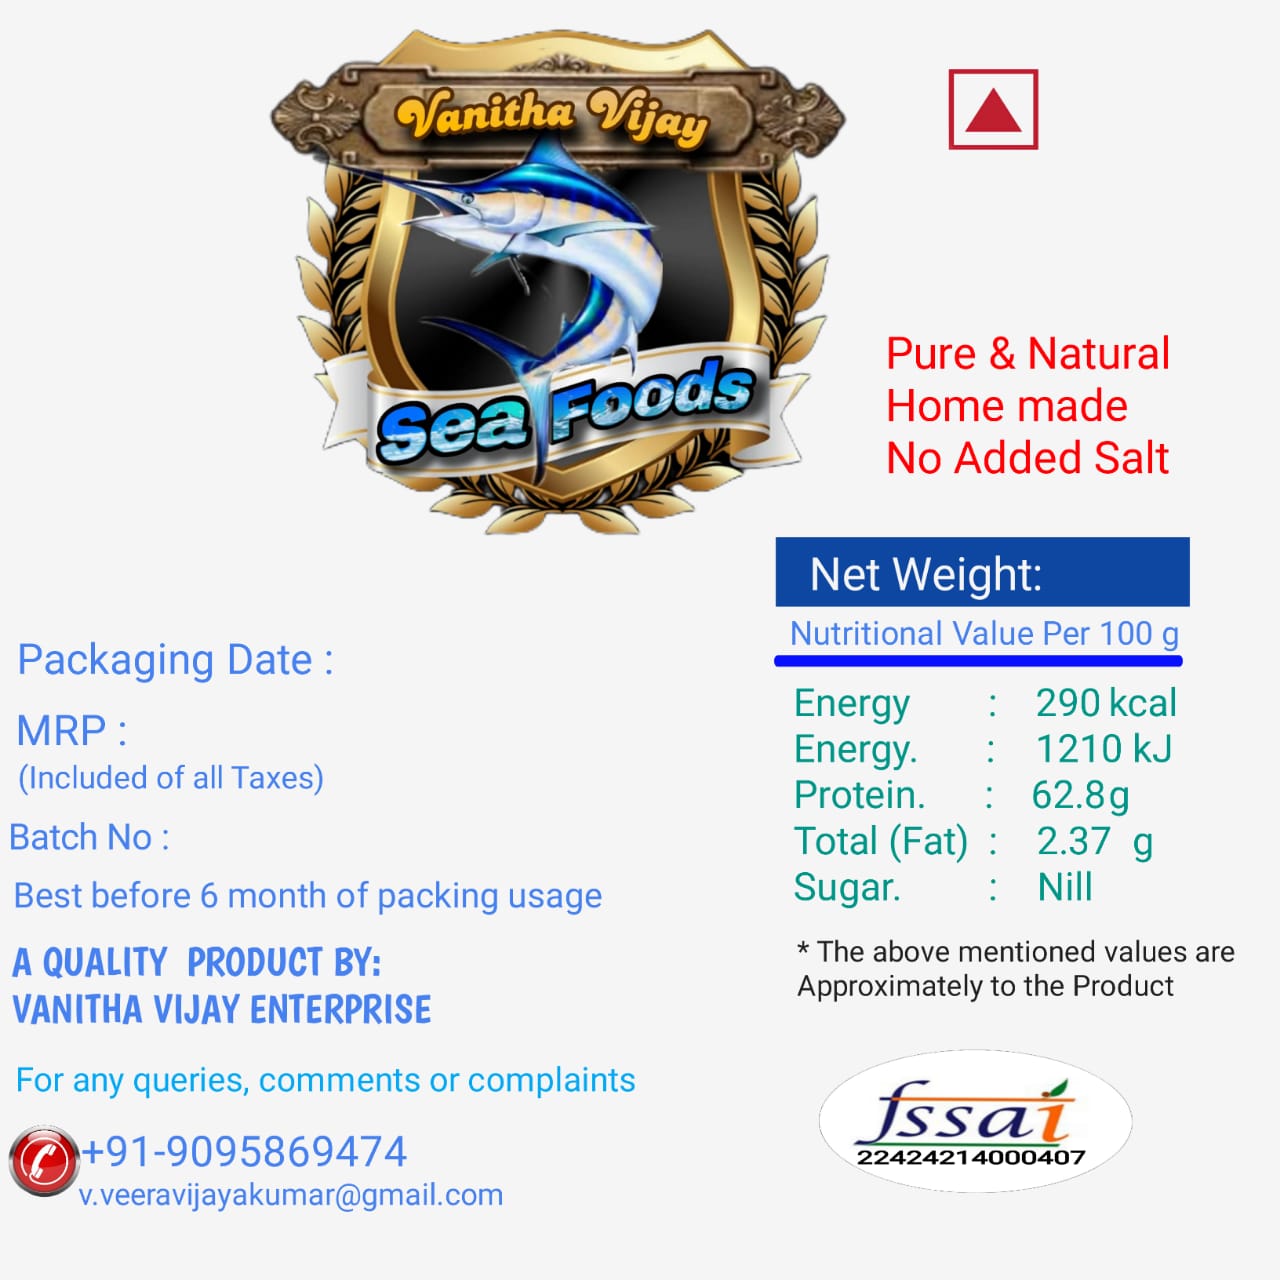 Vanitha Vijay
Sea Foods
Pure & Natural
Home made
No Added Salt
Net Weight:
Nutritional Value Per 100 g
Energy : 290 kcal
Energy. : 1210 kJ
Protein. : 62.8g
Total (Fat) : 2.37 g
Sugar. : Nill
* The above mentioned values are
Approximately to the Product
fssai
22424214000407
Packaging Date :
MRP :
(Included of all Taxes)
Batch No :
Best before 6 month of packing usage
A QUALITY PRODUCT BY:
VANITHA VIJAY ENTERPRISE
For any queries, comments or complaints
+91-9095869474
v.veeravijayakumar@gmail.com